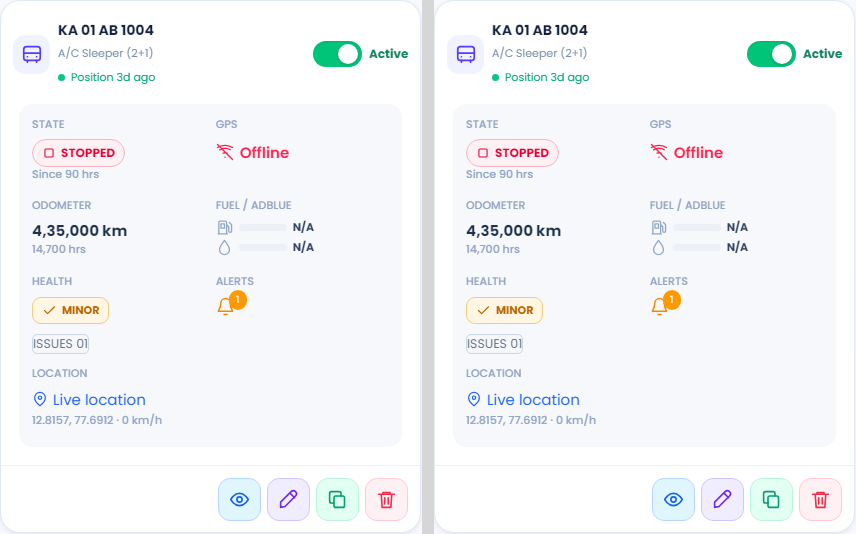 KA 01 AB 1004
A/C Sleeper (2+1)
Position 3d ago
Active
STATE
GPS
STOPPED
Offline
Since 90 hrs
ODOMETER
FUEL / ADBLUE
4,35,000 km
N/A
14,700 hrs
N/A
HEALTH
ALERTS
1
MINOR
ISSUES 01
LOCATION
Live location
12.8157, 77.6912 · 0 km/h
KA 01 AB 1004
A/C Sleeper (2+1)
Position 3d ago
Active
STATE
GPS
STOPPED
Offline
Since 90 hrs
ODOMETER
FUEL / ADBLUE
4,35,000 km
N/A
14,700 hrs
N/A
HEALTH
ALERTS
1
MINOR
ISSUES 01
LOCATION
Live location
12.8157, 77.6912 · 0 km/h